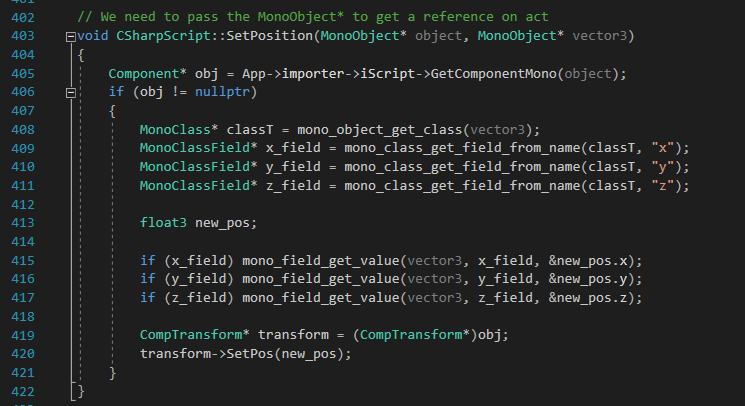 402 // We need to pass the MonoObject* to get a reference on act
403 void CSharpScript::SetPosition(MonoObject* object, MonoObject* vector3)
404 {
405     Component* obj = App->importer->iScript->GetComponentMono(object);
406     if (obj != nullptr)
407     {
408         MonoClass* classT = mono_object_get_class(vector3);
409         MonoClassField* x_field = mono_class_get_field_from_name(classT, "x");
410         MonoClassField* y_field = mono_class_get_field_from_name(classT, "y");
411         MonoClassField* z_field = mono_class_get_field_from_name(classT, "z");
412
413         float3 new_pos;
414
415         if (x_field) mono_field_get_value(vector3, x_field, &new_pos.x);
416         if (y_field) mono_field_get_value(vector3, y_field, &new_pos.y);
417         if (z_field) mono_field_get_value(vector3, z_field, &new_pos.z);
418
419         CompTransform* transform = (CompTransform*)obj;
420         transform->SetPos(new_pos);
421     }
422 }